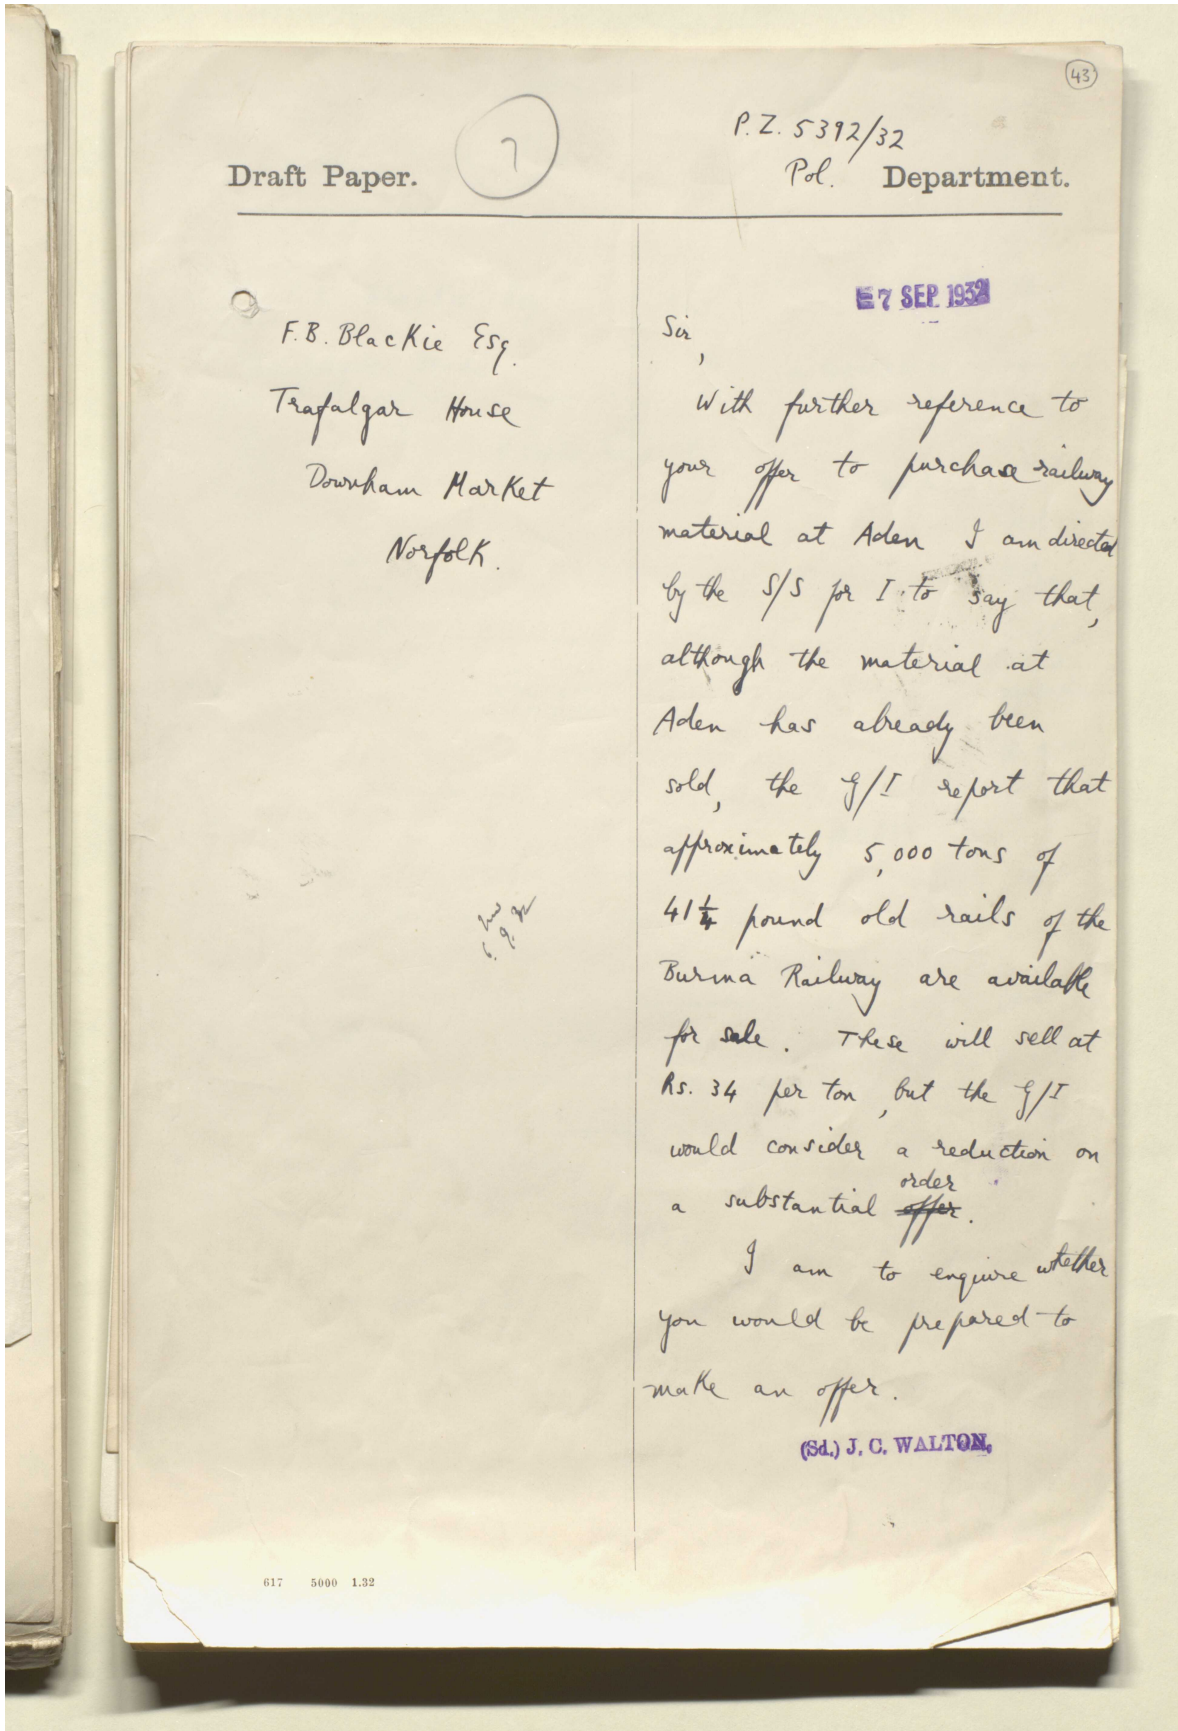 43
P.Z. 5392/32
7
Draft Paper.
Pol. Department.
7 SEP 1932
F.B. Blackie Esq.
Trafalgar House
Downham Market
Norfolk.
Sir,
With further reference to
your offer to purchase railway
material at Aden I am directed
by the S/S for I. to say that,
although the material at
Aden has already been
sold, the G/I report that
approximately 5,000 tons of
41¼ pound old rails of the
Burma Railway are available
for sale. These will sell at
Rs. 34 per ton, but the G/I
would consider a reduction on
order
a substantial offer.
I am to enquire whether
you would be prepared to
make an offer.
(Sd.) J. C. WALTON.
6.9.32
617 5000 1.32